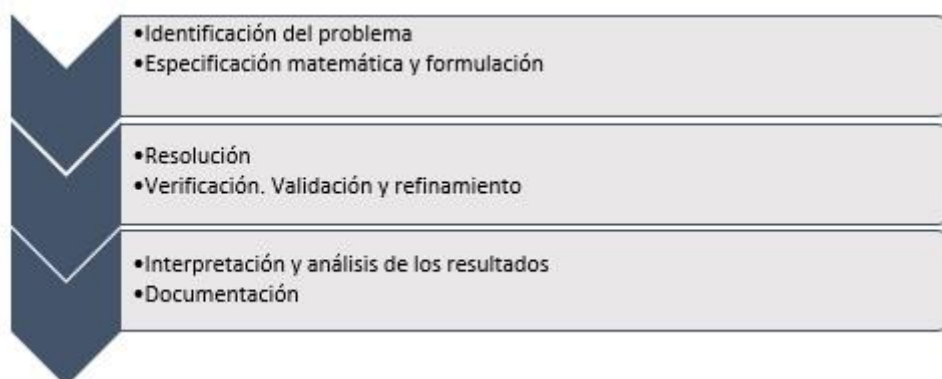 •Identificación del problema
•Especificación matemática y formulación
•Resolución
•Verificación. Validación y refinamiento
•Interpretación y análisis de los resultados
•Documentación